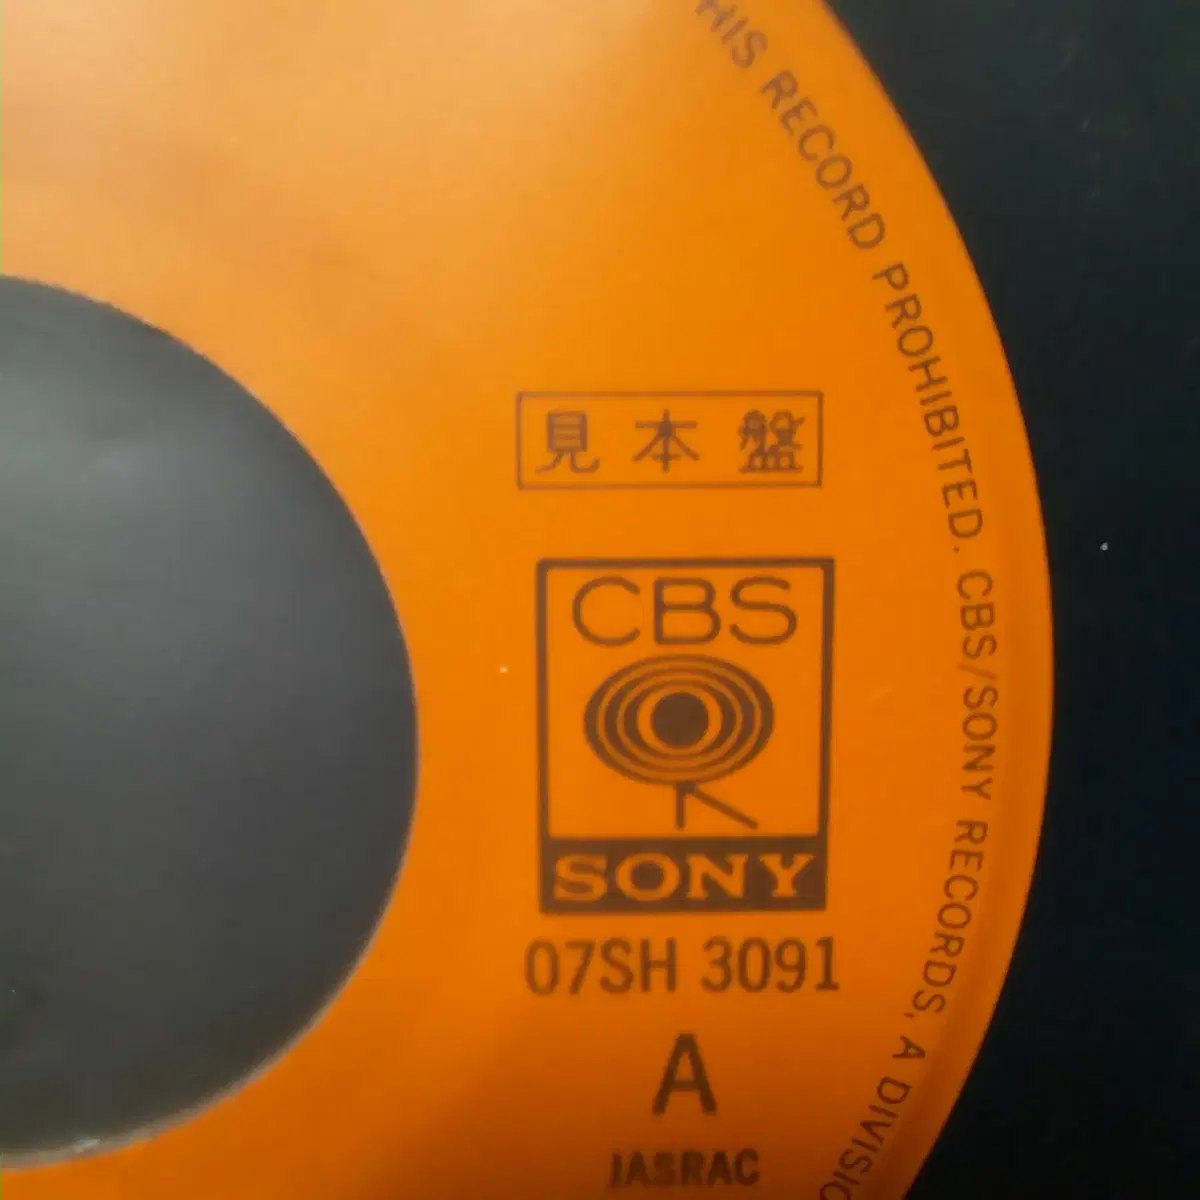 HIS RECORD PROHIBITED. CBS/SONY RECORDS, A DIVISIO
見本盤
CBS
SONY
07SH 3091
A
JASRAC